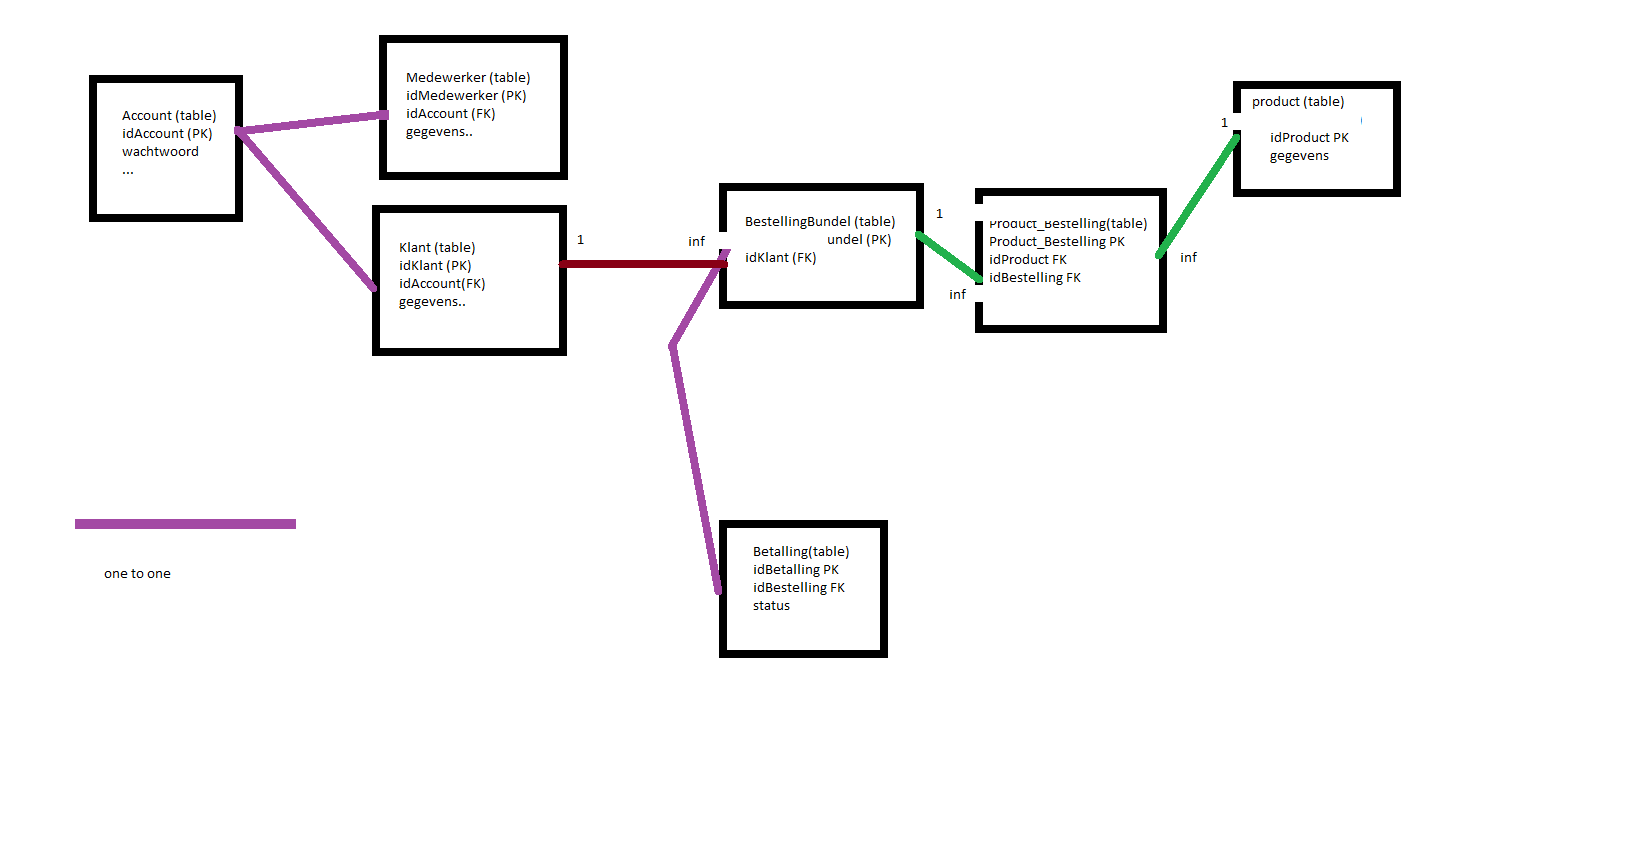 Account (table)
idAccount (PK)
wachtwoord
...
Medewerker (table)
idMedewerker (PK)
idAccount (FK)
gegevens..
Klant (table)
idKlant (PK)
idAccount(FK)
gegevens..
1
inf
BestellingBundel (table)
undel (PK)
idKlant (FK)
1
inf
Product_Bestelling(table)
Product_Bestelling PK
idProduct FK
idBestelling FK
inf
1
product (table)
idProduct PK
gegevens
Betalling(table)
idBetalling PK
idBestelling FK
status
one to one